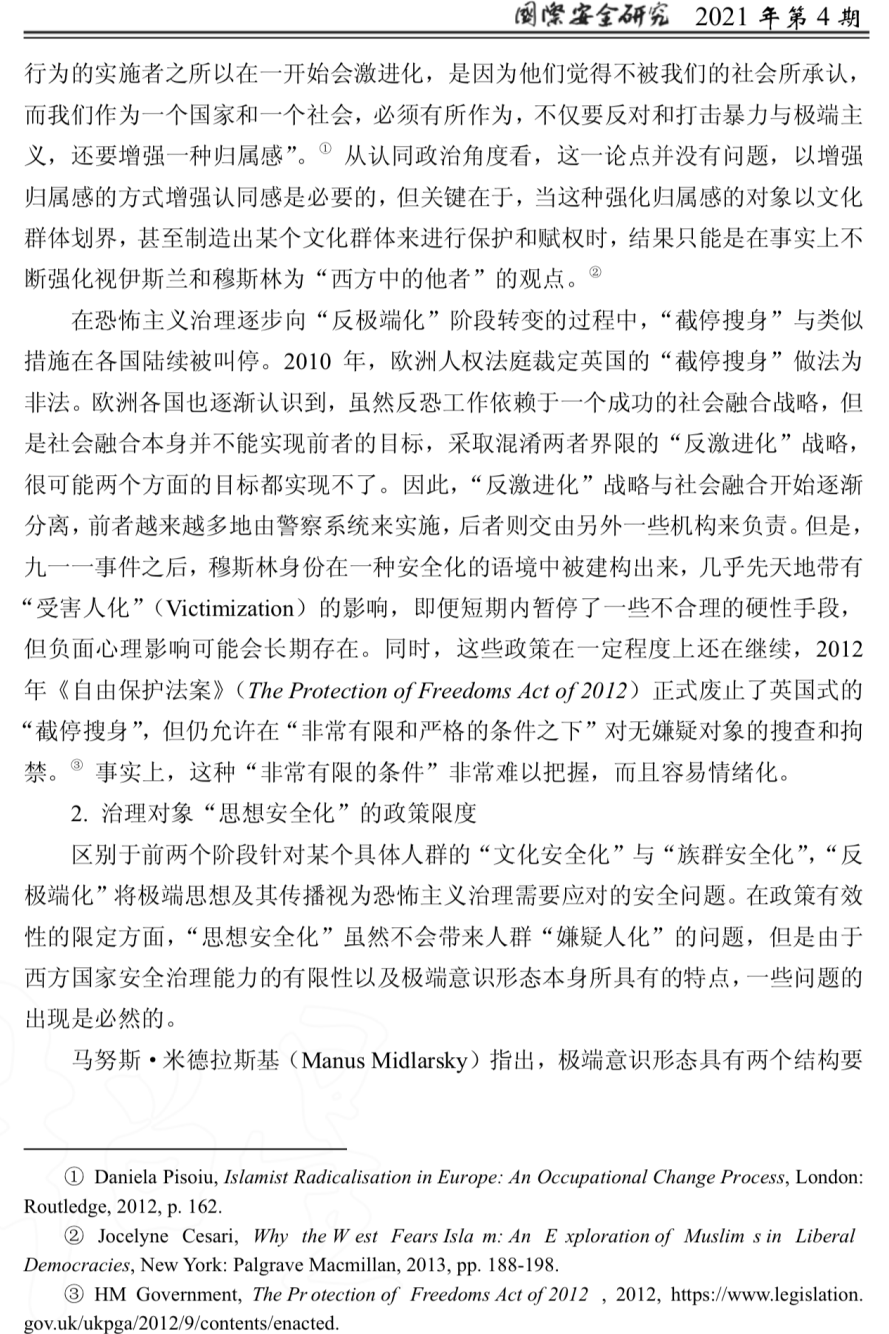 国际安全研究 2021 年第 4 期
行为的实施者之所以在一开始会激进化，是因为他们觉得不被我们的社会所承认，
而我们作为一个国家和一个社会，必须有所作为，不仅要反对和打击暴力与极端主
义，还要增强一种归属感”。① 从认同政治角度看，这一论点并没有问题，以增强
归属感的方式增强认同感是必要的，但关键在于，当这种强化归属感的对象以文化
群体划界，甚至制造出某个文化群体来进行保护和赋权时，结果只能是在事实上不
断强化视伊斯兰和穆斯林为“西方中的他者”的观点。②
在恐怖主义治理逐步向“反极端化”阶段转变的过程中，“截停搜身”与类似
措施在各国陆续被叫停。2010 年，欧洲人权法庭裁定英国的“截停搜身”做法为
非法。欧洲各国也逐渐认识到，虽然反恐工作依赖于一个成功的社会融合战略，但
是社会融合本身并不能实现前者的目标，采取混淆两者界限的“反激进化”战略，
很可能两个方面的目标都实现不了。因此，“反激进化”战略与社会融合开始逐渐
分离，前者越来越多地由警察系统来实施，后者则交由另外一些机构来负责。但是，
九一一事件之后，穆斯林身份在一种安全化的语境中被建构出来，几乎先天地带有
“受害人化”（Victimization）的影响，即便短期内暂停了一些不合理的硬性手段，
但负面心理影响可能会长期存在。同时，这些政策在一定程度上还在继续，2012
年《自由保护法案》（The Protection of Freedoms Act of 2012）正式废止了英国式的
“截停搜身”，但仍允许在“非常有限和严格的条件之下”对无嫌疑对象的搜查和拘
禁。③ 事实上，这种“非常有限的条件”非常难以把握，而且容易情绪化。
2. 治理对象“思想安全化”的政策限度
区别于前两个阶段针对某个具体人群的“文化安全化”与“族群安全化”，“反
极端化”将极端思想及其传播视为恐怖主义治理需要应对的安全问题。在政策有效
性的限定方面，“思想安全化”虽然不会带来人群“嫌疑人化”的问题，但是由于
西方国家安全治理能力的有限性以及极端意识形态本身所具有的特点，一些问题的
出现是必然的。
马努斯·米德拉斯基（Manus Midlarsky）指出，极端意识形态具有两个结构要
① Daniela Pisoiu, Islamist Radicalisation in Europe: An Occupational Change Process, London:
Routledge, 2012, p. 162.
② Jocelyne Cesari, Why the W est Fears Isla m: An E xploration of Muslim s in Liberal
Democracies, New York: Palgrave Macmillan, 2013, pp. 188-198.
③ HM Government, The Pr otection of Freedoms Act of 2012 , 2012, https://www.legislation.
gov.uk/ukpga/2012/9/contents/enacted.